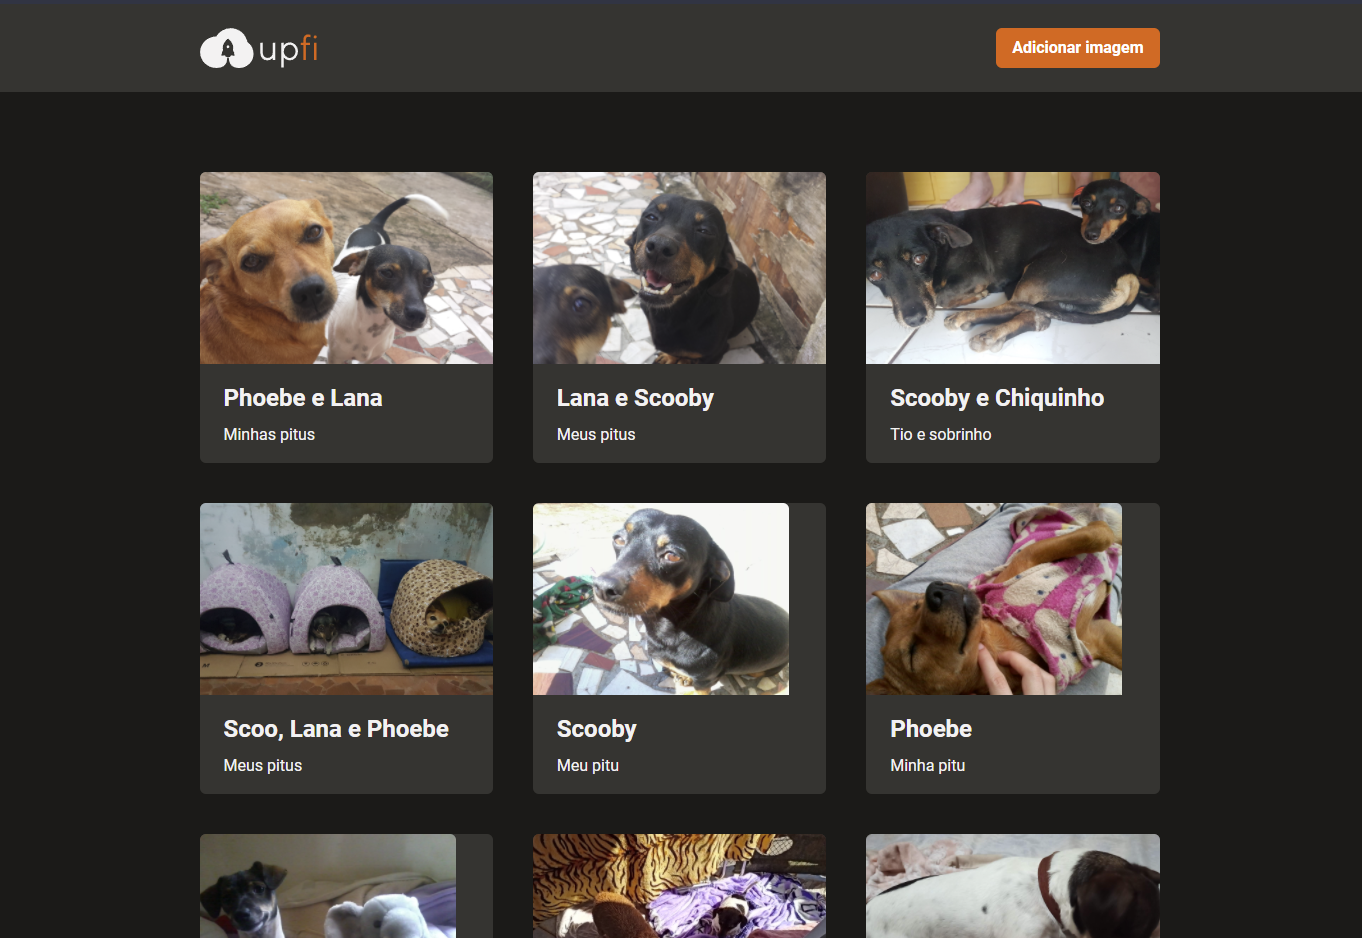 upfi
Adicionar imagem
Phoebe e Lana
Minhas pitus
Lana e Scooby
Meus pitus
Scooby e Chiquinho
Tio e sobrinho
Scoo, Lana e Phoebe
Meus pitus
Scooby
Meu pitu
Phoebe
Minha pitu